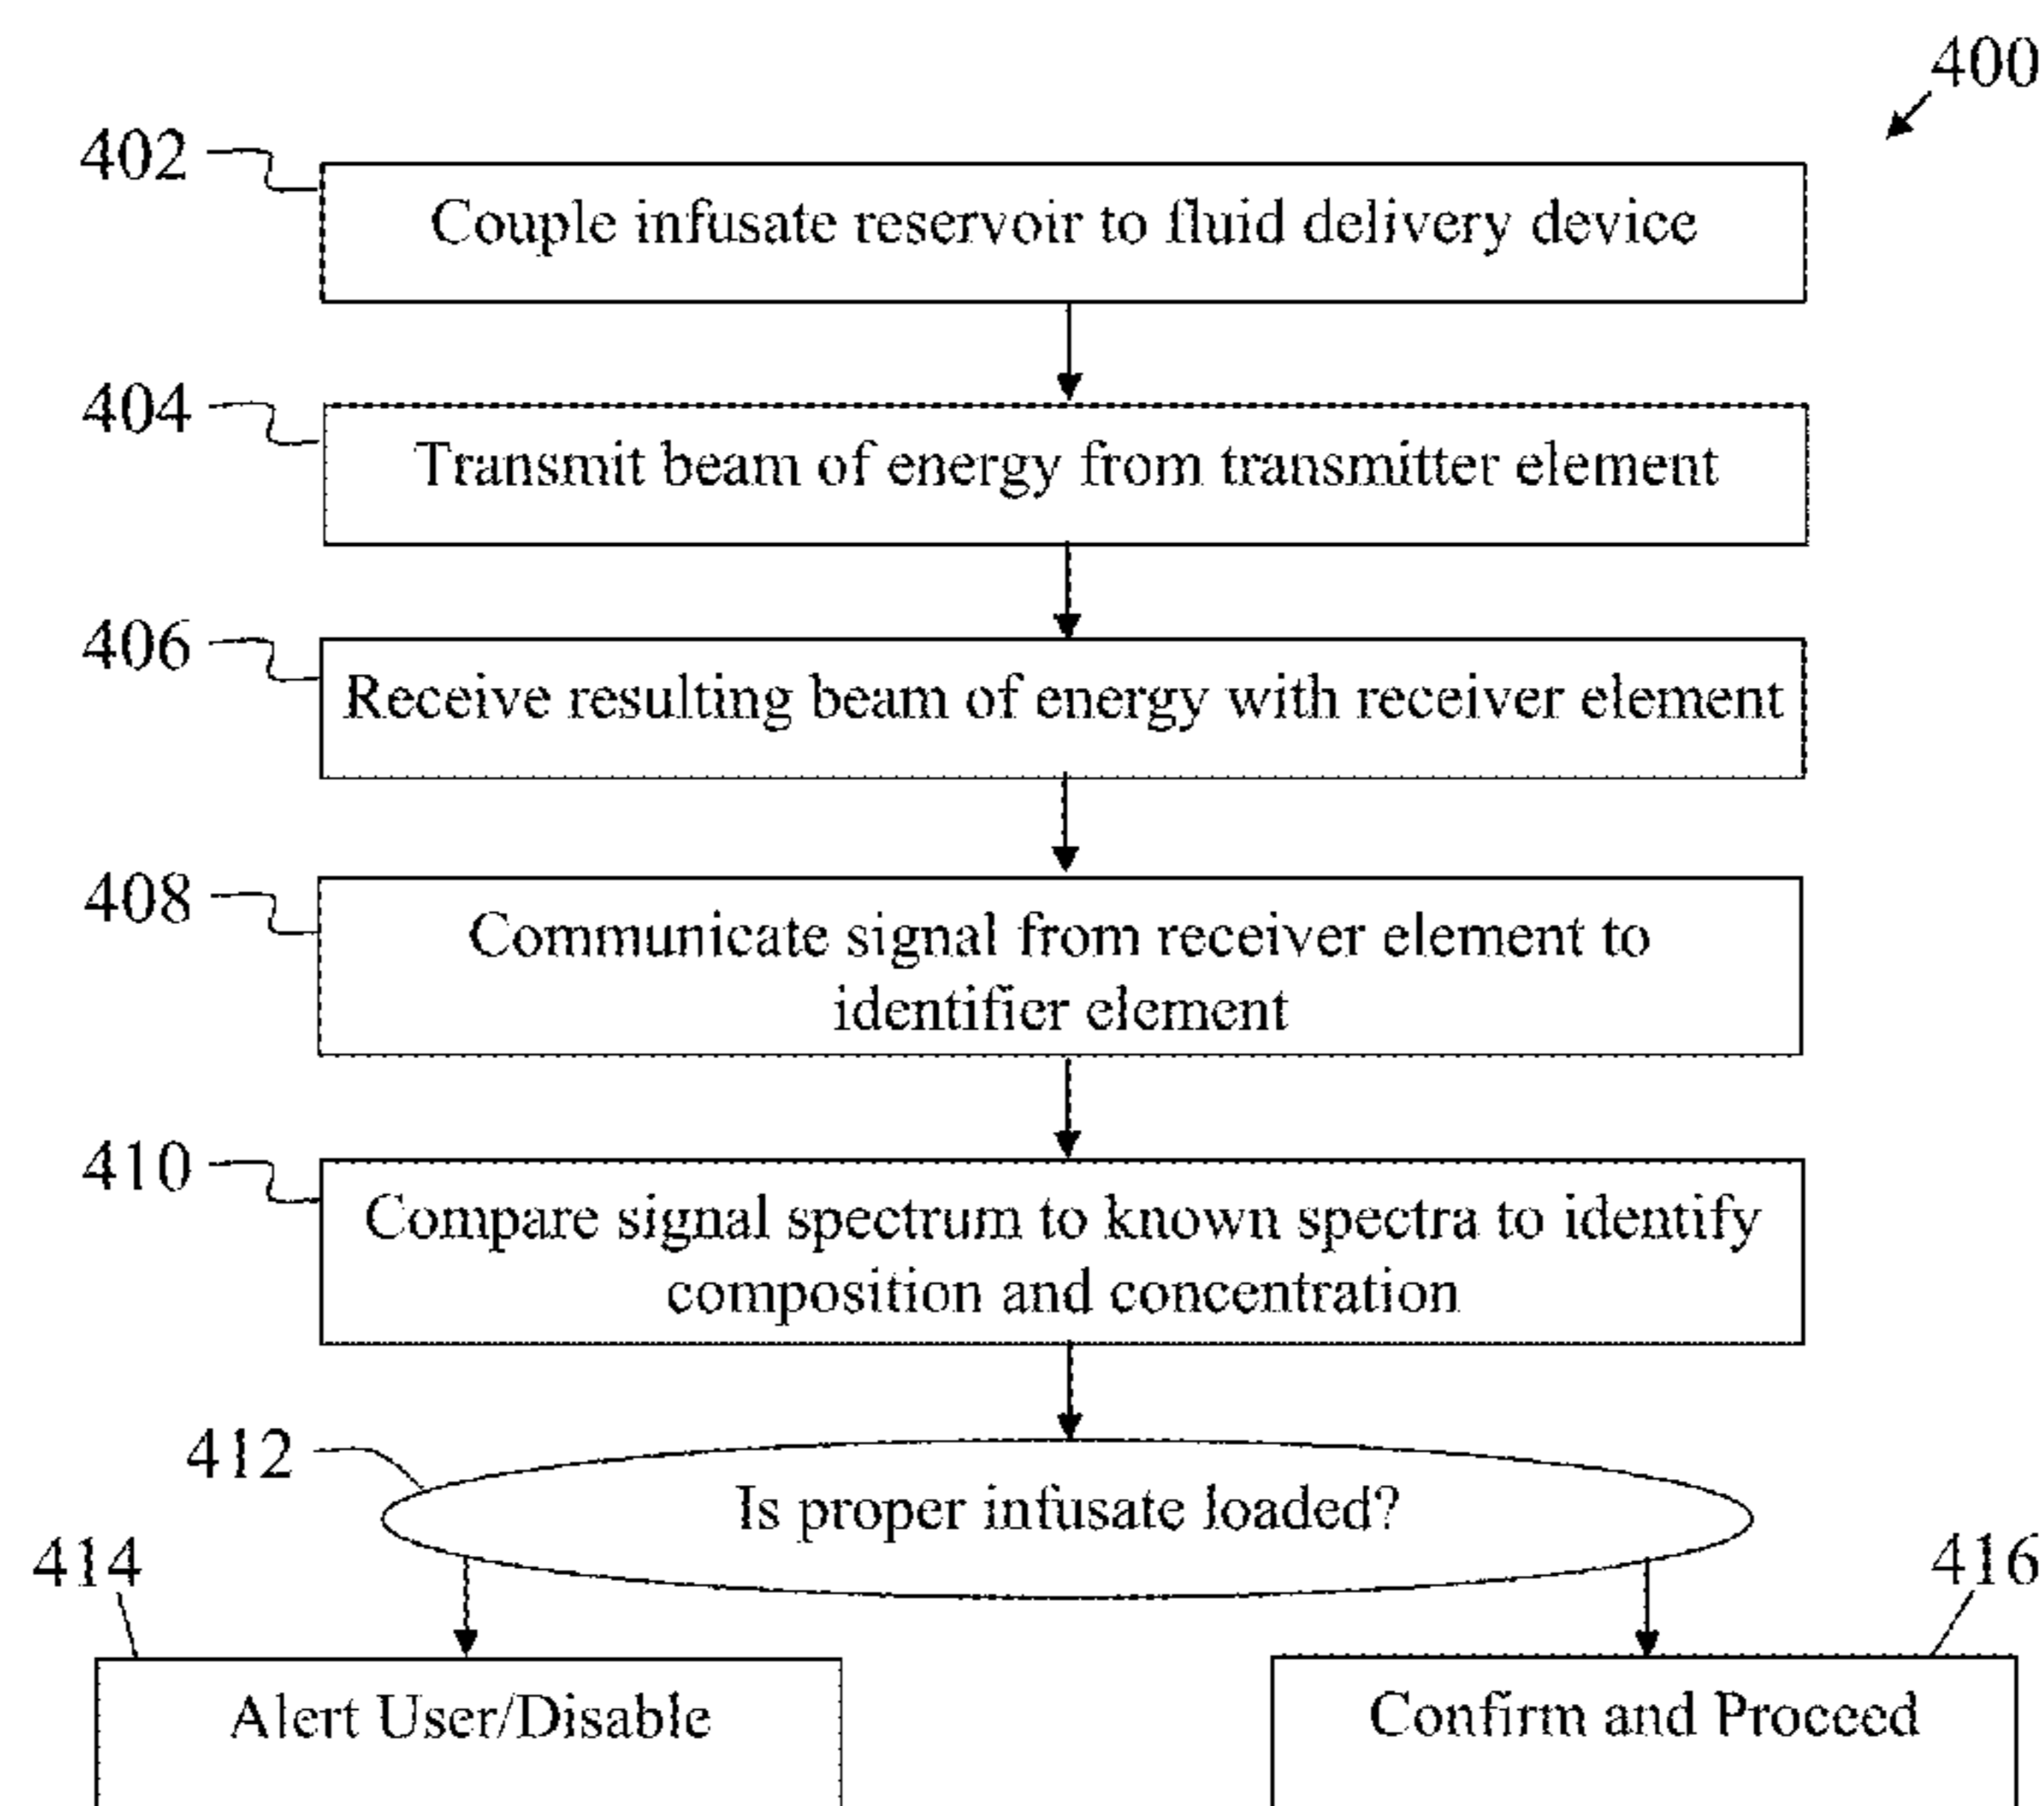 400
402
Couple infusate reservoir to fluid delivery device
404
Transmit beam of energy from transmitter element
406
Receive resulting beam of energy with receiver element
408
Communicate signal from receiver element to
identifier element
410
Compare signal spectrum to known spectra to identify
composition and concentration
412
Is proper infusate loaded?
414
416
Alert User/Disable
Confirm and Proceed